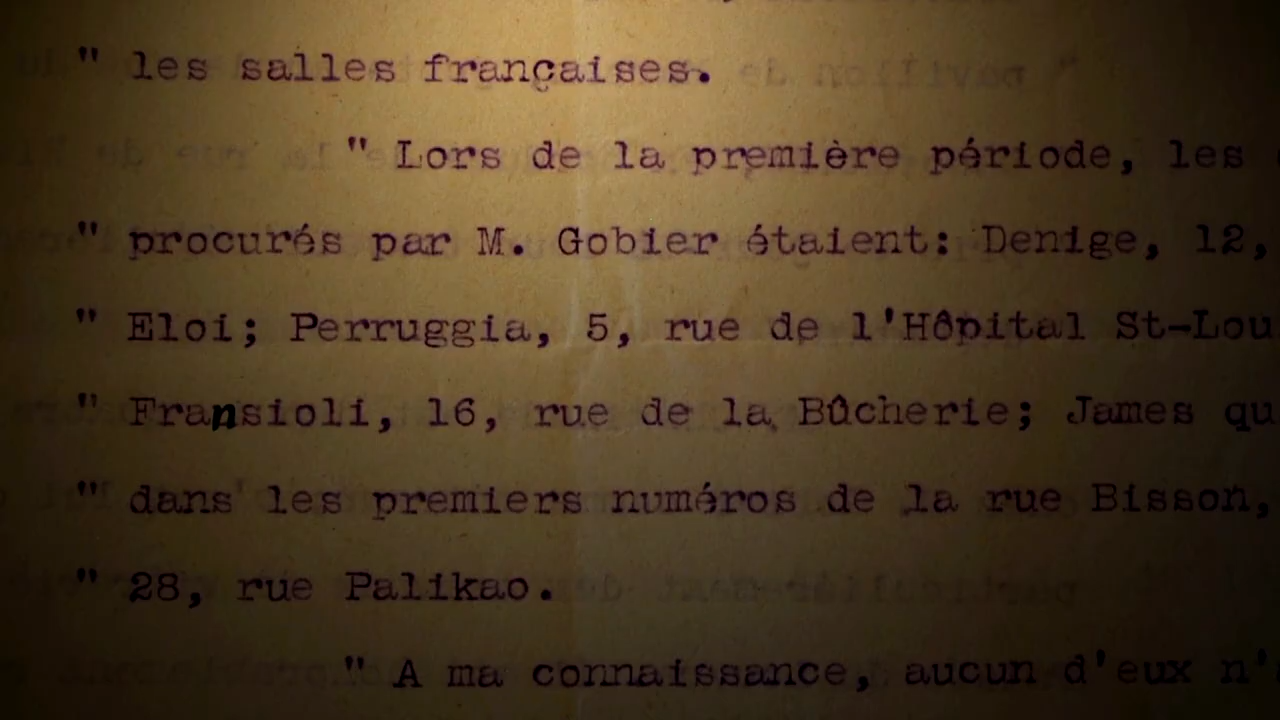 " les salles françaises.
" Lors de la première période, les
" procurés par M. Gobier étaient: Denige, 12,
" Eloi; Perruggia, 5, rue de l'Hôpital St-Lou
" Fransioli, 16, rue de la Bûcherie; James qu
" dans les premiers numéros de la rue Bisson,
" 28, rue Palikao.
" A ma connaissance, aucun d'eux n'